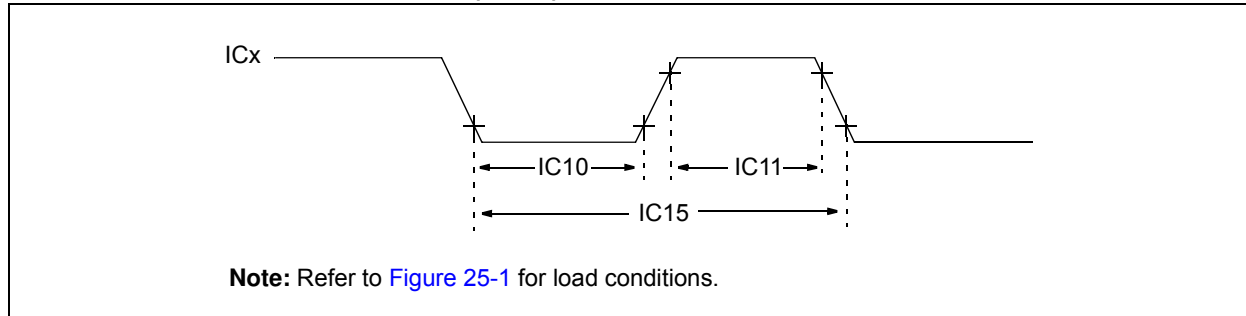 ICx
IC10
IC11
IC15
Note: Refer to Figure 25-1 for load conditions.